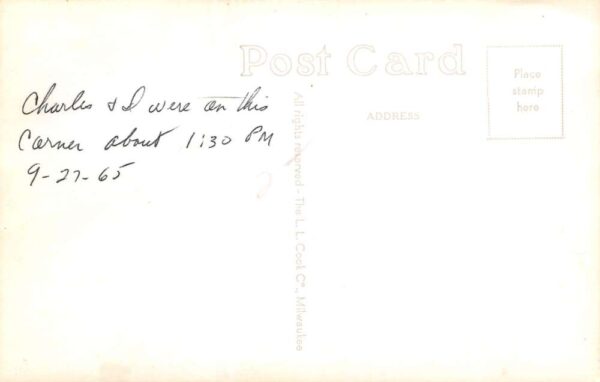 Post Card
Place
stamp
here
ADDRESS
Charles & I were on this
Corner about 1:30 PM
9-27-65
All rights reserved - The L. L. Cook Co., Milwaukee